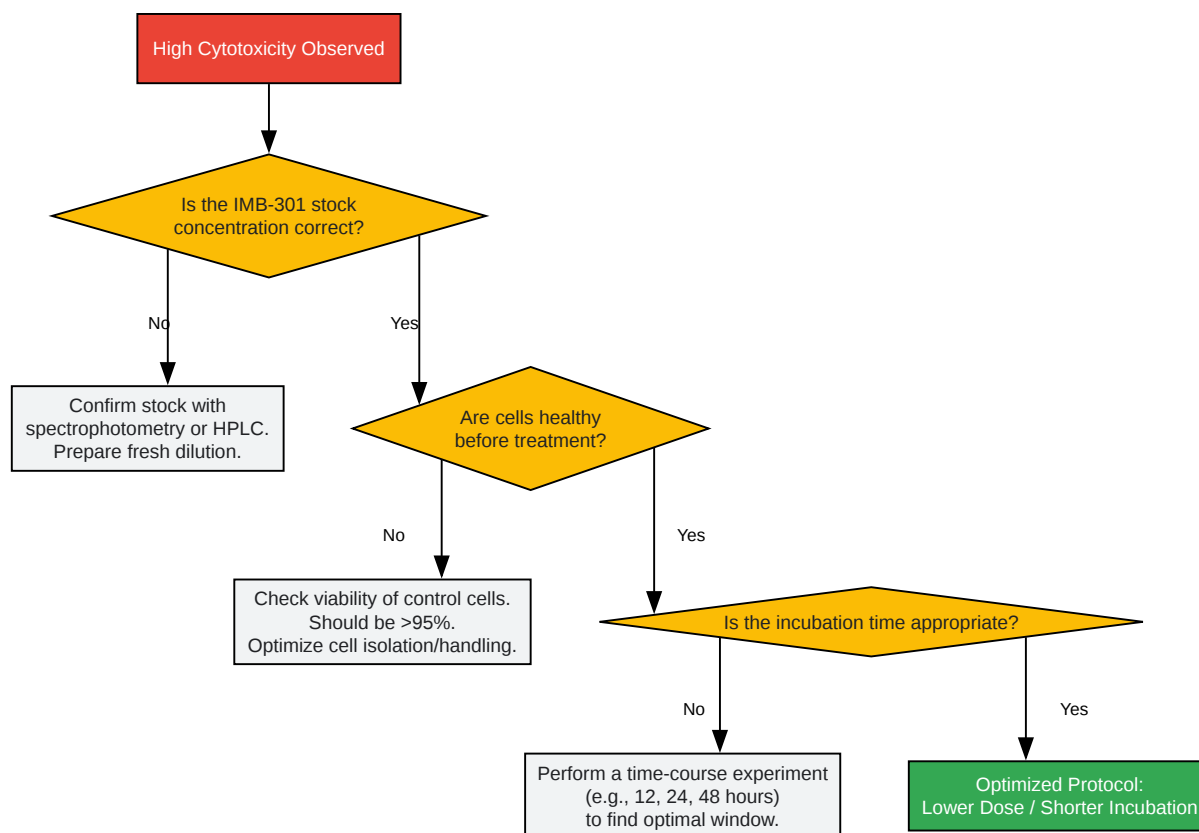 High Cytotoxicity Observed
Is the IMB-301 stock
concentration correct?
No
Yes
Confirm stock with
spectrophotometry or HPLC.
Prepare fresh dilution.
Are cells healthy
before treatment?
No
Yes
Check viability of control cells.
Should be >95%.
Optimize cell isolation/handling.
Is the incubation time appropriate?
No
Yes
Perform a time-course experiment
(e.g., 12, 24, 48 hours)
to find optimal window.
Optimized Protocol:
Lower Dose / Shorter Incubation